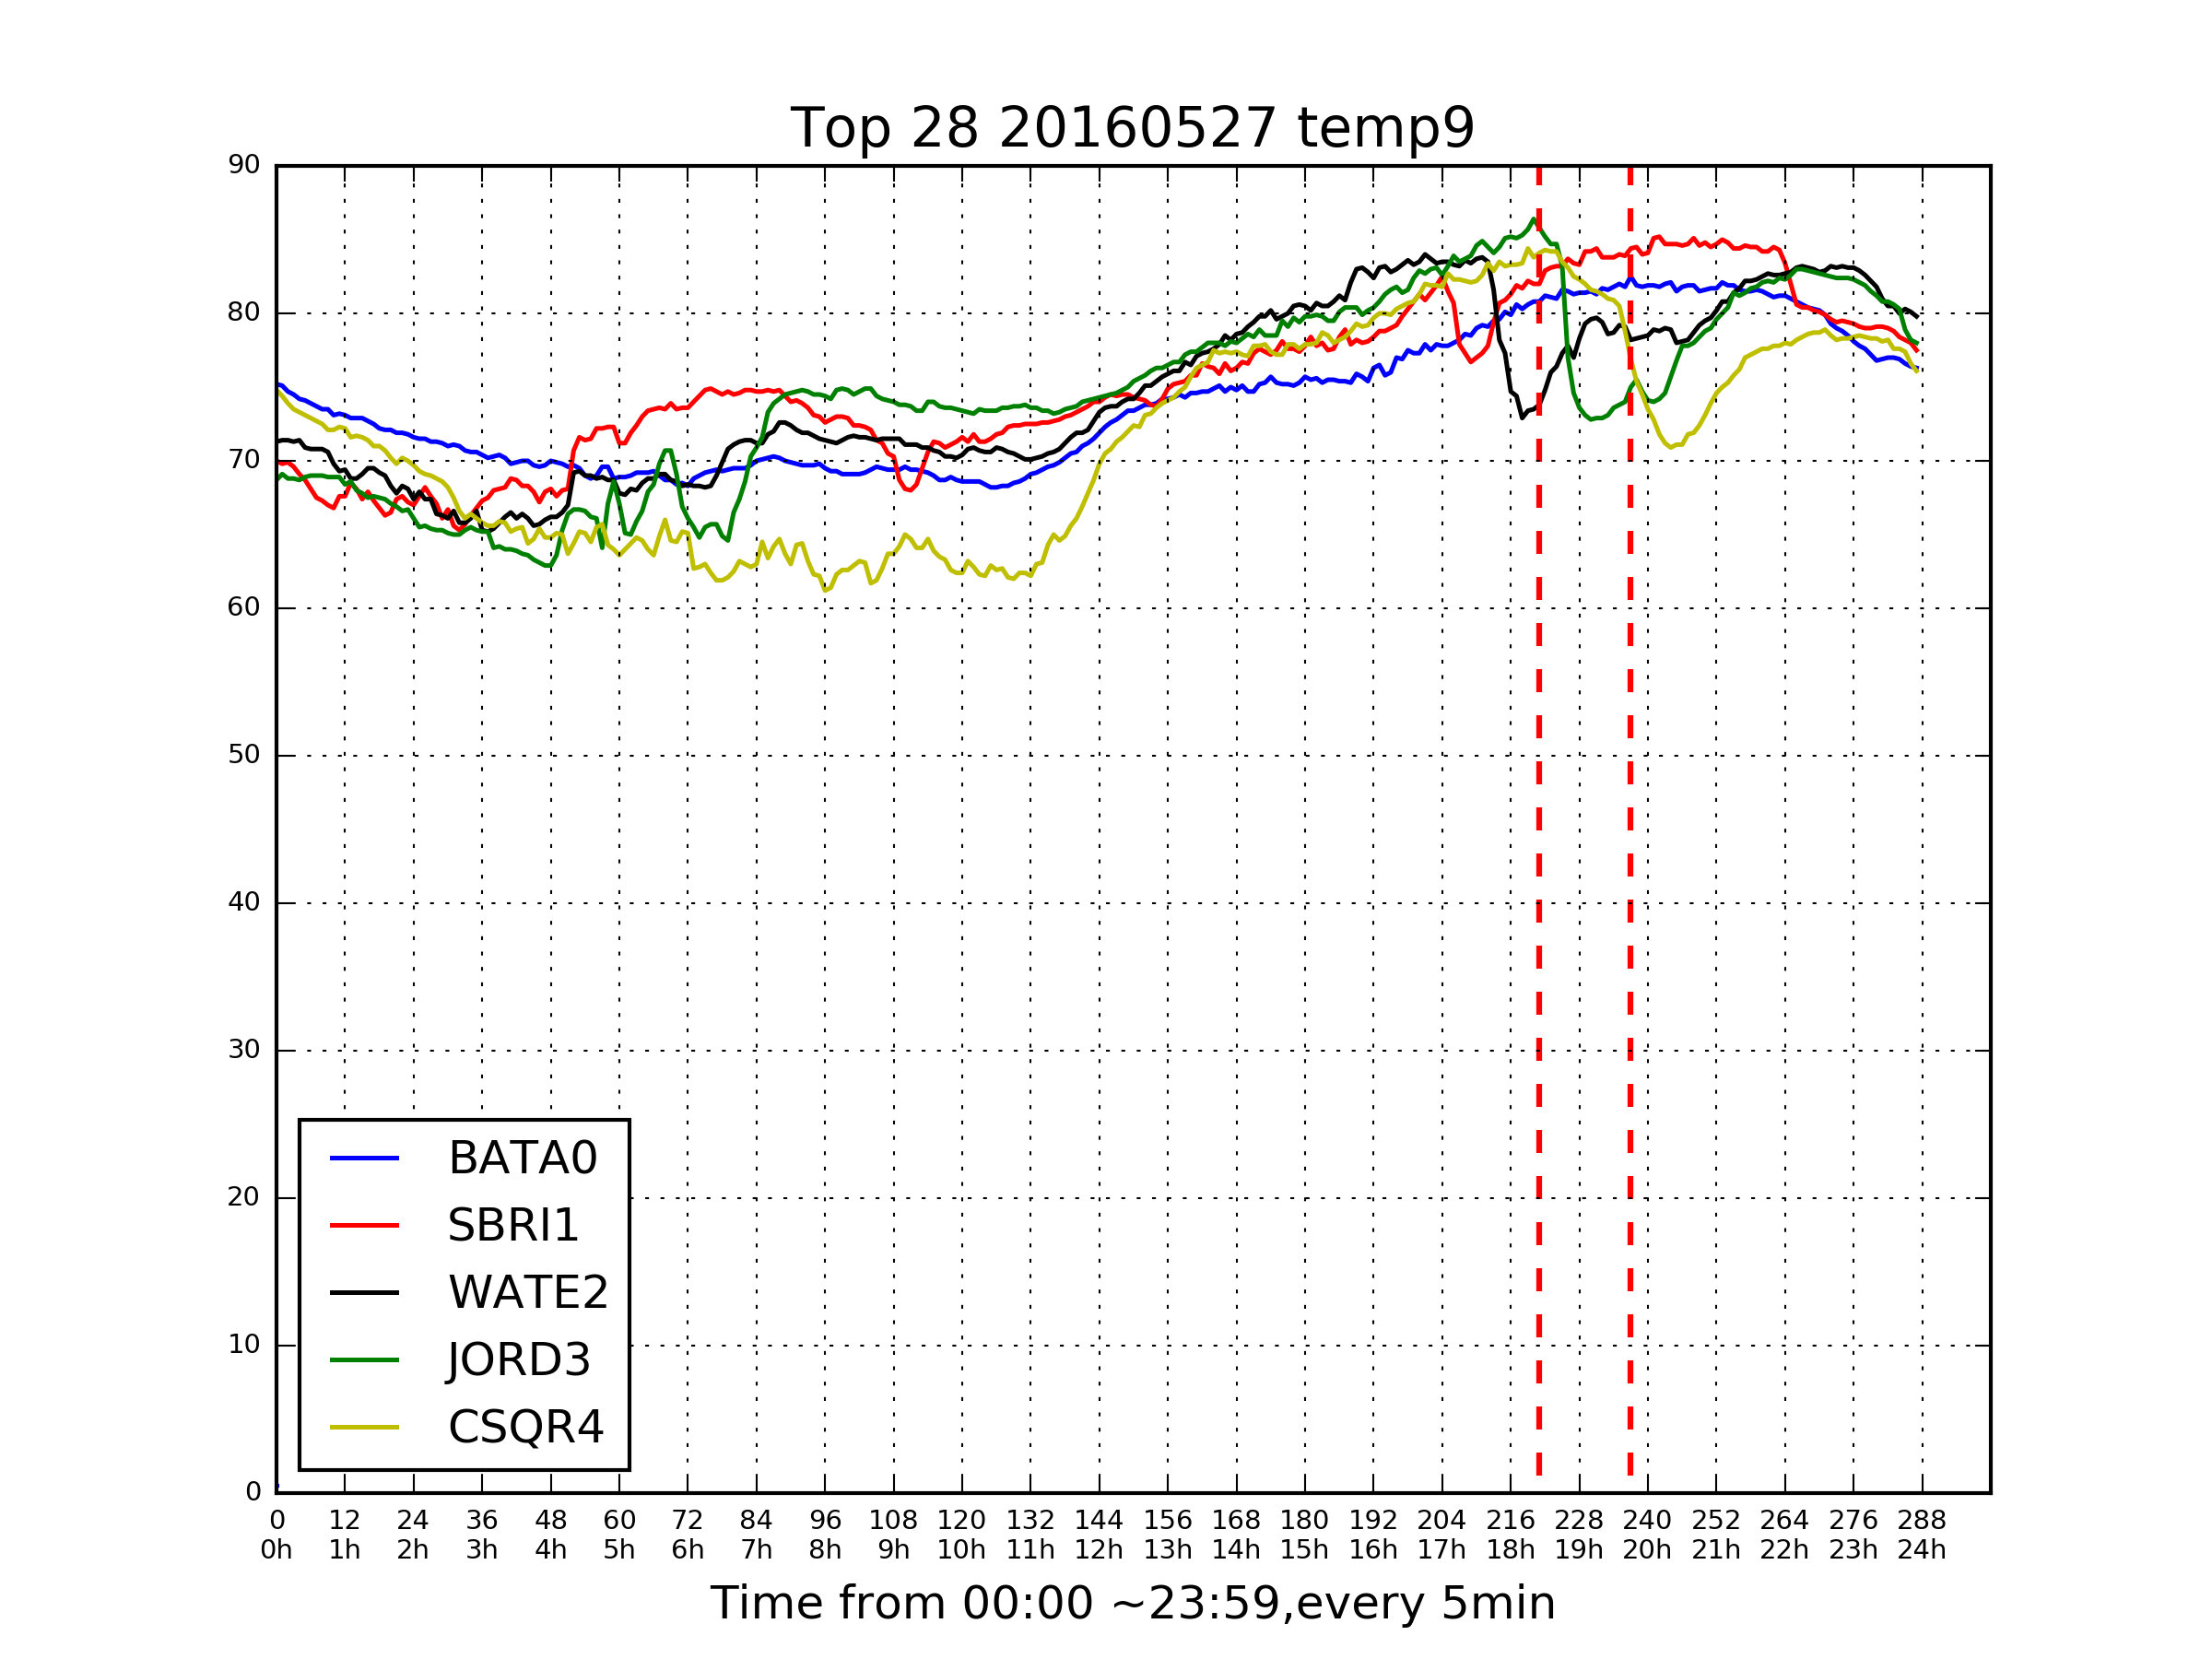 Top 28 20160527 temp9
90
80
70
60
50
40
30
20
10
0
BATA0
SBRI1
WATE2
JORD3
CSQR4
0 12 24 36 48 60 72 84 96 108 120 132 144 156 168 180 192 204 216 228 240 252 264 276 288
0h 1h 2h 3h 4h 5h 6h 7h 8h 9h 10h 11h 12h 13h 14h 15h 16h 17h 18h 19h 20h 21h 22h 23h 24h
Time from 00:00 ~23:59,every 5min